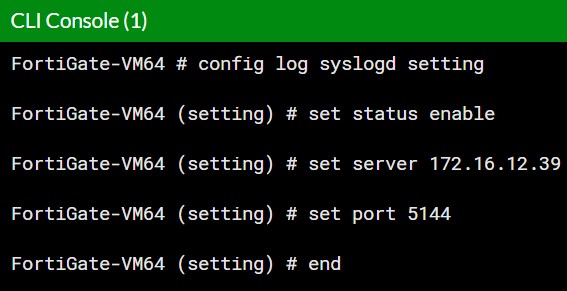 CLI Console (1)
FortiGate-VM64 # config log syslogd setting
FortiGate-VM64 (setting) # set status enable
FortiGate-VM64 (setting) # set server 172.16.12.39
FortiGate-VM64 (setting) # set port 5144
FortiGate-VM64 (setting) # end